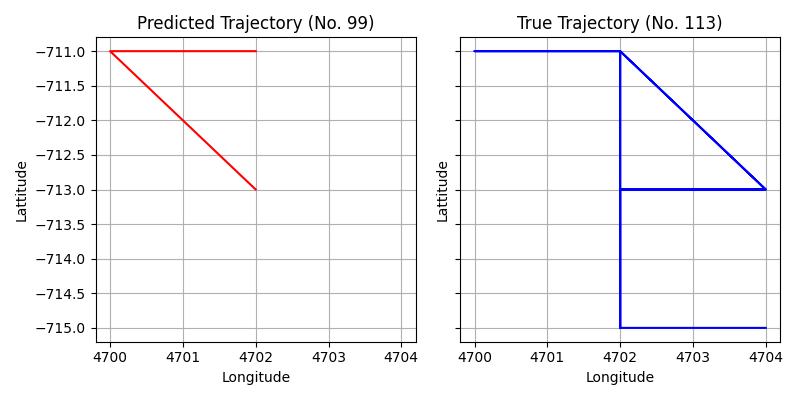 Predicted Trajectory (No. 99)
True Trajectory (No. 113)
−711.0
−711.5
−712.0
−712.5
−713.0
−713.5
−714.0
−714.5
−715.0
Lattitude
Lattitude
4700 4701 4702 4703 4704
4700 4701 4702 4703 4704
Longitude
Longitude